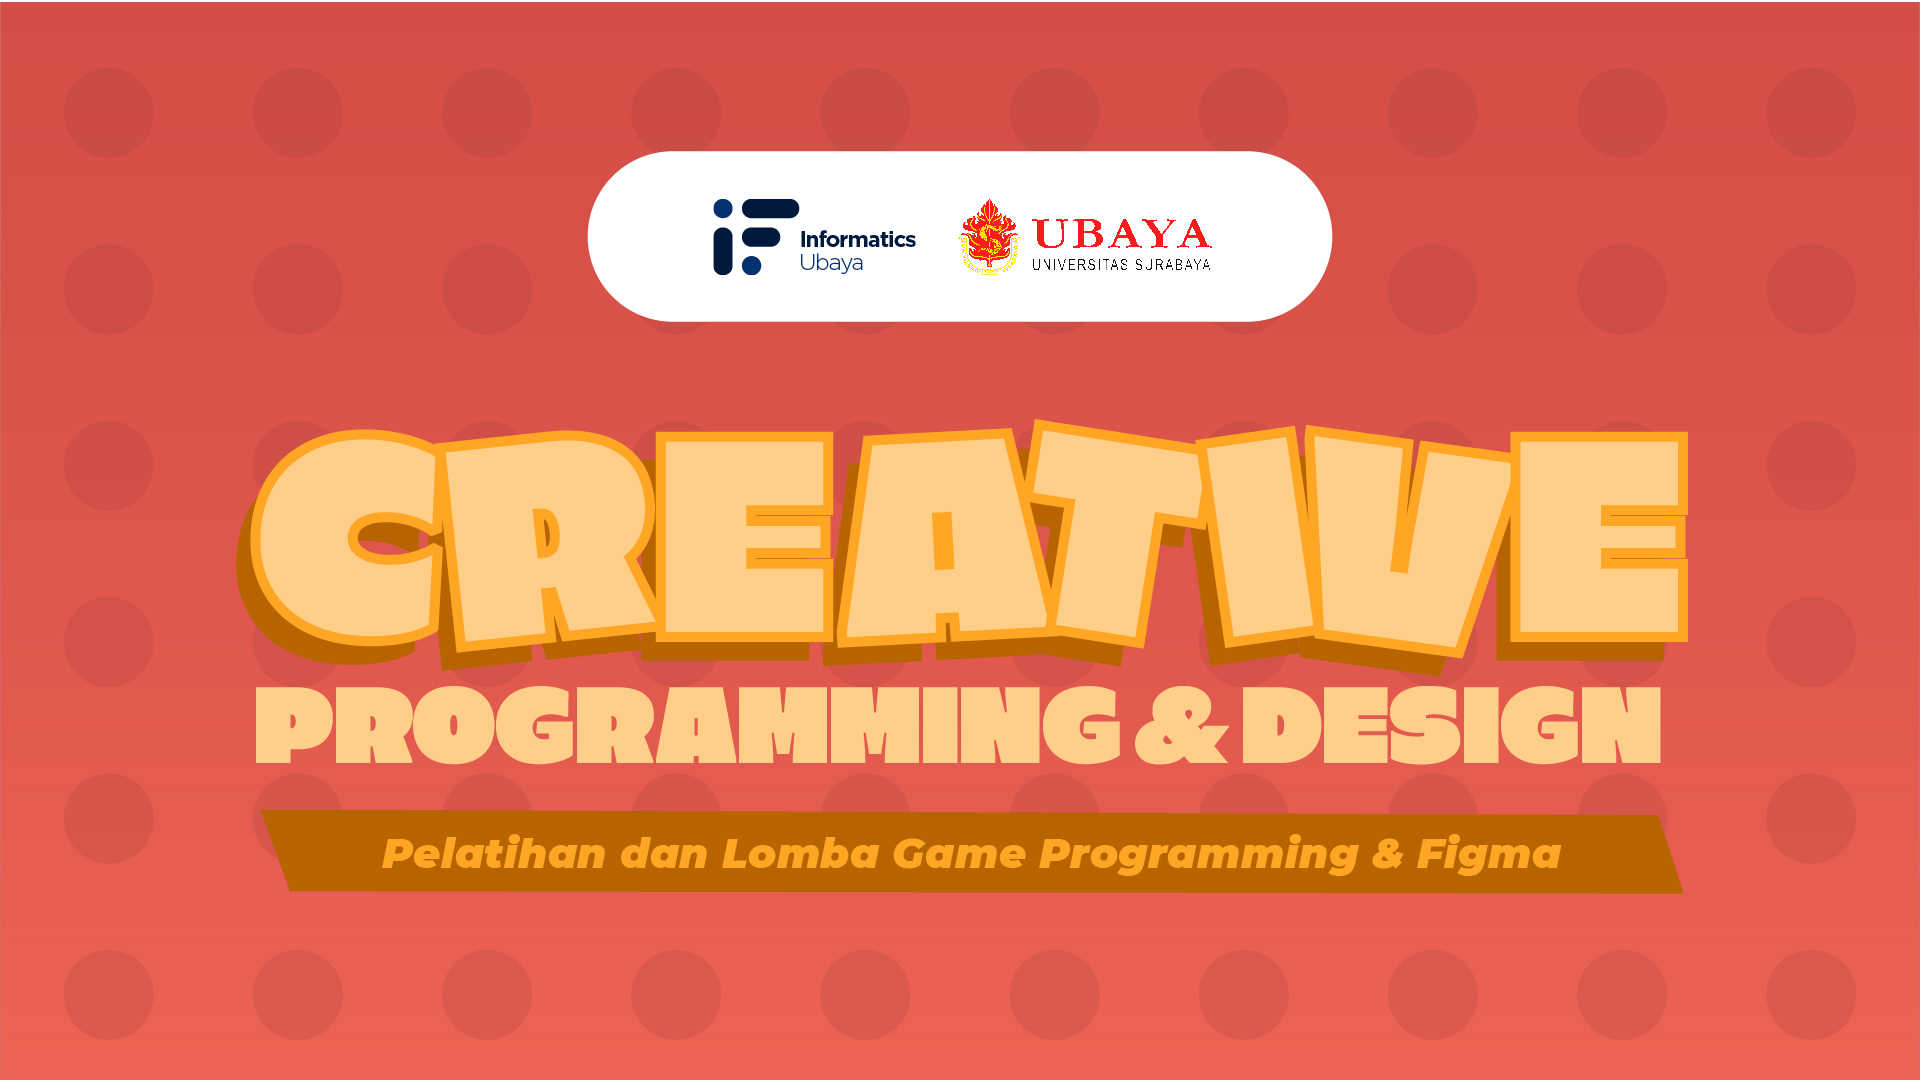 Informatics
Ubaya
UBAYA
UNIVERSITAS SURABAYA
CREATIVE
PROGRAMMING & DESIGN
Pelatihan dan Lomba Game Programming & Figma